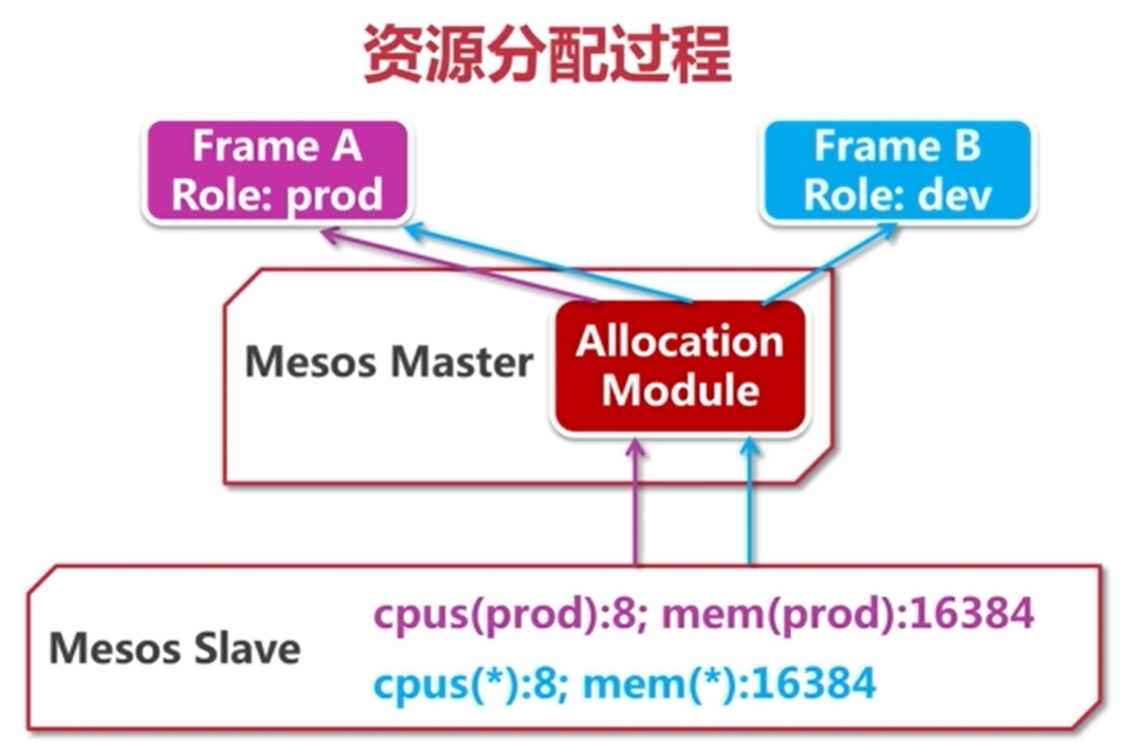 资源分配过程
Frame A
Role: prod
Frame B
Role: dev
Mesos Master
Allocation
Module
Mesos Slave
cpus(prod):8; mem(prod):16384
cpus(*):8; mem(*):16384